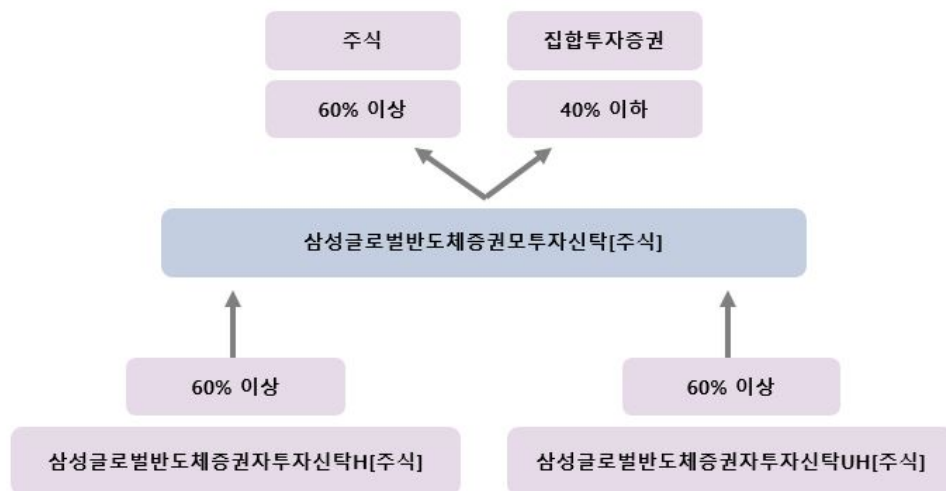 주식
집합투자증권
60% 이상
40% 이하
삼성글로벌반도체증권모투자신탁[주식]
60% 이상
60% 이상
삼성글로벌반도체증권자투자신탁H[주식]
삼성글로벌반도체증권자투자신탁UH[주식]